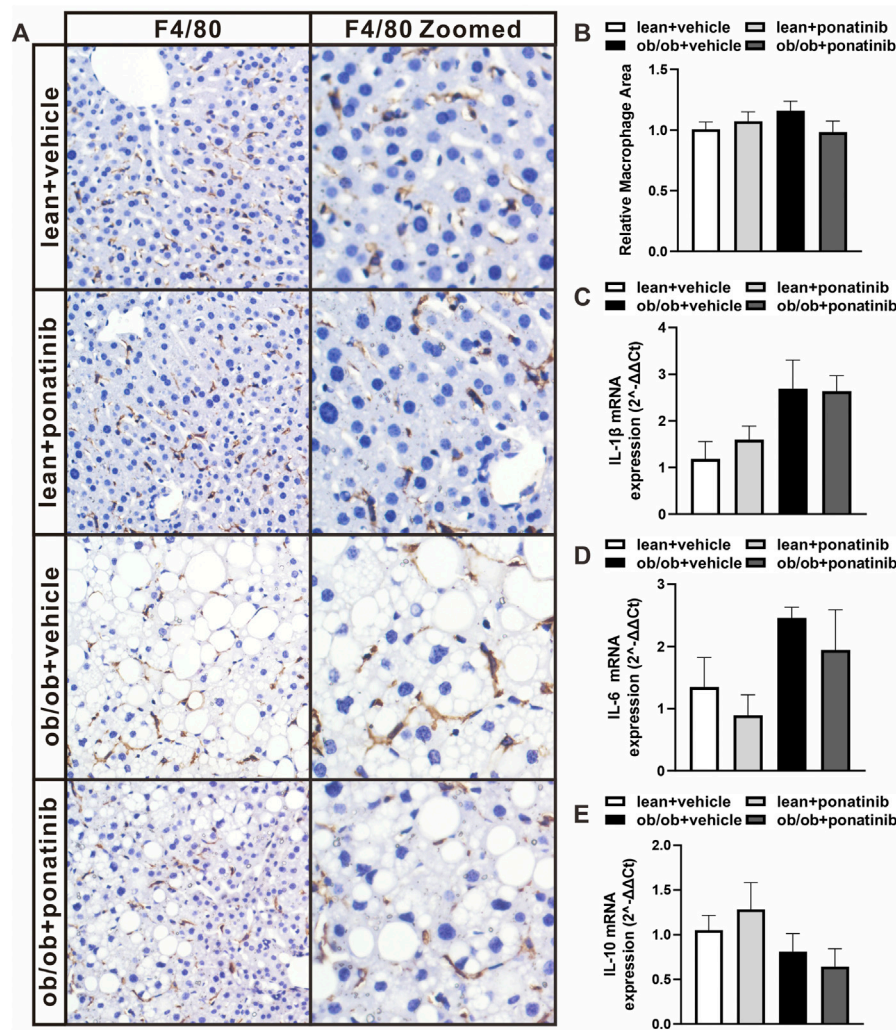 A
F4/80
F4/80 Zoomed
lean+vehicle
lean+ponatinib
ob/ob+vehicle
ob/ob+ponatinib
B
lean+vehicle
lean+ponatinib
ob/ob+vehicle
ob/ob+ponatinib
Relative Macrophage Area
1.5
1.0
0.5
0.0
C
lean+vehicle
lean+ponatinib
ob/ob+vehicle
ob/ob+ponatinib
IL-1β mRNA
expression (2^-ΔΔCt)
4
3
2
1
0
D
lean+vehicle
lean+ponatinib
ob/ob+vehicle
ob/ob+ponatinib
IL-6 mRNA
expression (2^-ΔΔCt)
3
2
1
0
E
lean+vehicle
lean+ponatinib
ob/ob+vehicle
ob/ob+ponatinib
IL-10 mRNA
expression (2^-ΔΔCt)
2.0
1.5
1.0
0.5
0.0